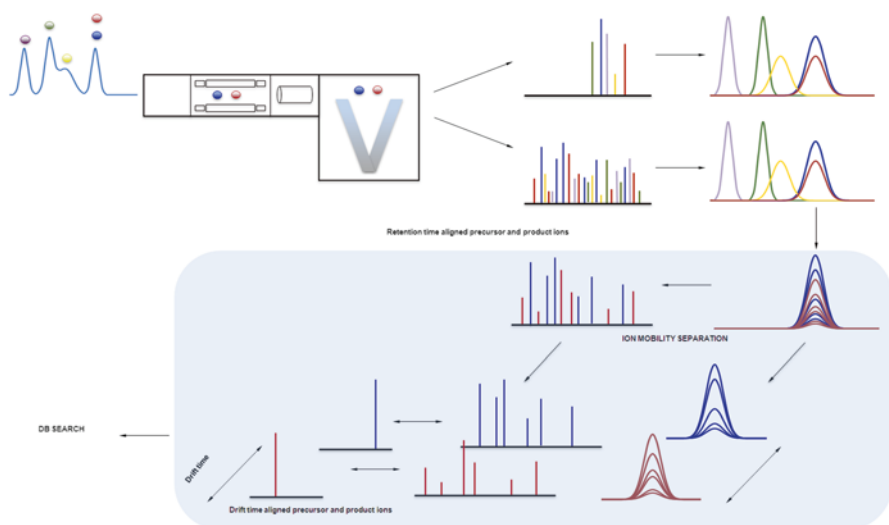 Retention time aligned precursor and product ions
ION MOBILITY SEPARATION
DB SEARCH
Drift time
Drift time aligned precursor and product ions